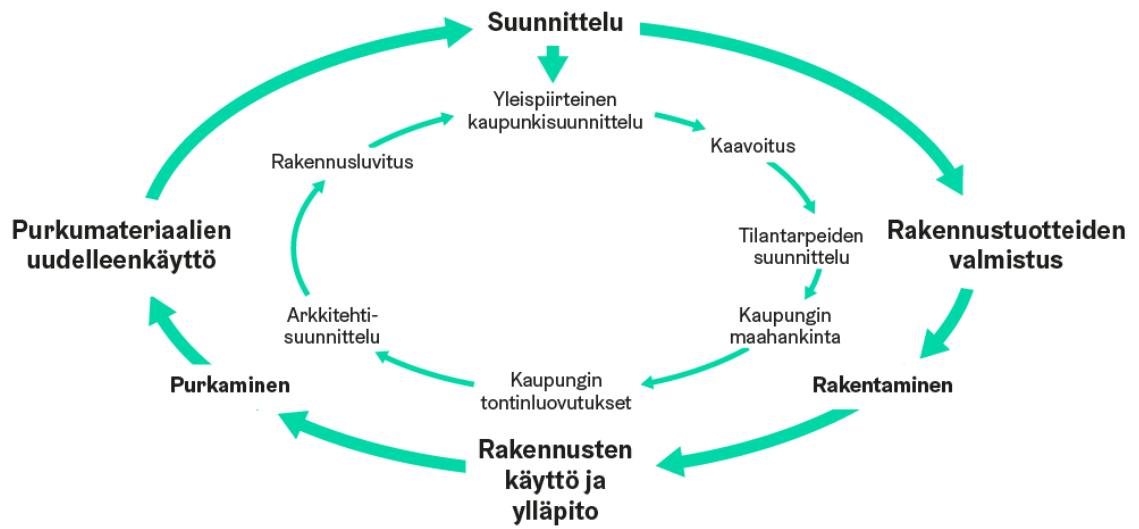 Suunnittelu
Yleispiirteinen
kaupunkisuunnittelu
Kaavoitus
Rakennusluvitus
Purkumateriaalien
uudelleenkäyttö
Tilantarpeiden
suunnittelu
Rakennustuotteiden
valmistus
Arkkitehti-
suunnittelu
Kaupungin
maahankinta
Purkaminen
Kaupungin
tontinluovutukset
Rakentaminen
Rakennusten
käyttö ja
ylläpito